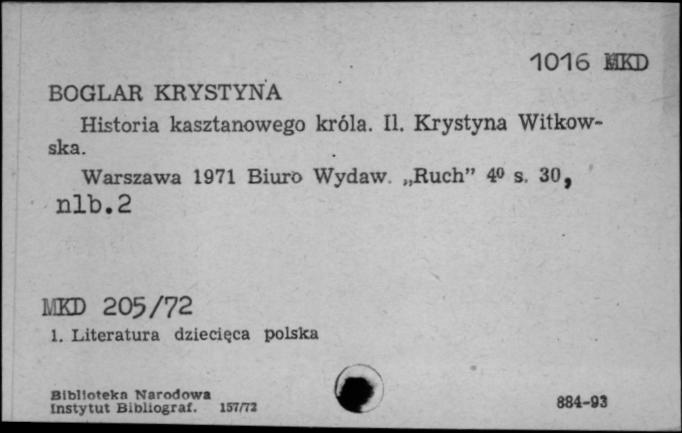 1016 MKD
BOGLAR KRYSTYNA
Historia kasztanowego króla. Il. Krystyna Witkow-
ska.
Warszawa 1971 Biuro Wydaw. „Ruch” 4⁰ s. 30,
nlb.2
MKD 205/72
1. Literatura dziecięca polska
Biblioteka Narodowa
Instytut Bibliograf. 157/72
884-93